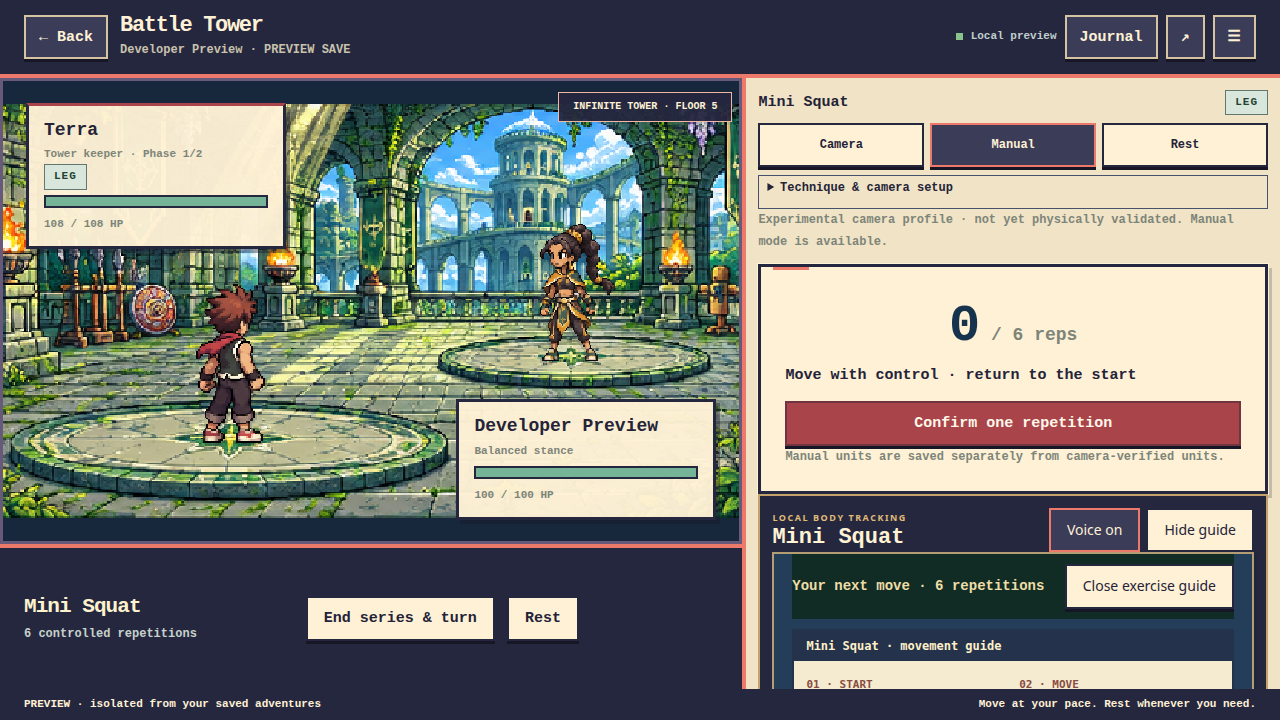 ← Back
Battle Tower
Developer Preview · PREVIEW SAVE
Local preview
Journal
↗
☰
INFINITE TOWER · FLOOR 5
Terra
Tower keeper · Phase 1/2
LEG
108 / 108 HP
Developer Preview
Balanced stance
100 / 100 HP
Mini Squat
6 controlled repetitions
End series & turn
Rest
Mini Squat
LEG
Camera
Manual
Rest
Technique & camera setup
Experimental camera profile · not yet physically validated. Manual
mode is available.
0 / 6 reps
Move with control · return to the start
Confirm one repetition
Manual units are saved separately from camera-verified units.
LOCAL BODY TRACKING
Mini Squat
Voice on
Hide guide
Your next move · 6 repetitions
Close exercise guide
Mini Squat · movement guide
01 · START
02 · MOVE
PREVIEW · isolated from your saved adventures
Move at your pace. Rest whenever you need.